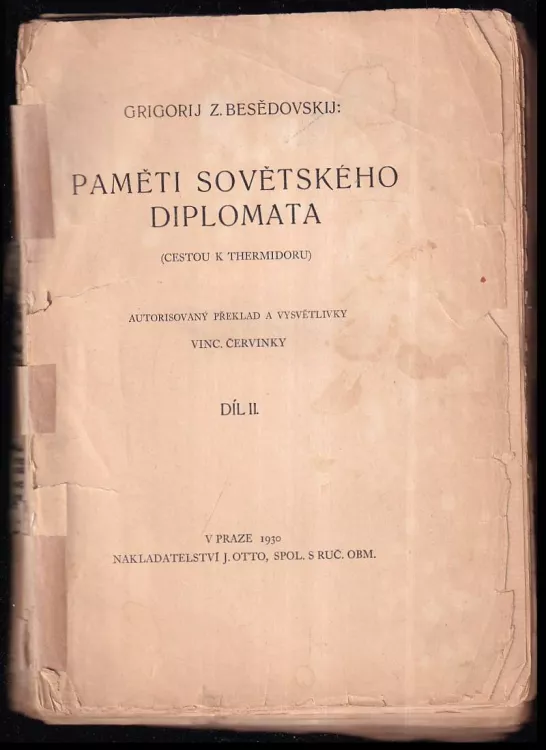 GRIGORIJ Z. BESĚDOVSKIJ:
PAMĚTI SOVĚTSKÉHO
DIPLOMATA
(CESTOU K THERMIDORU)
AUTORISOVANÝ PŘEKLAD A VYSVĚTLIVKY
VINC. ČERVINKY
DÍL II.
V PRAZE 1930
NAKLADATELSTVÍ J. OTTO, SPOL. S RUČ. OBM.